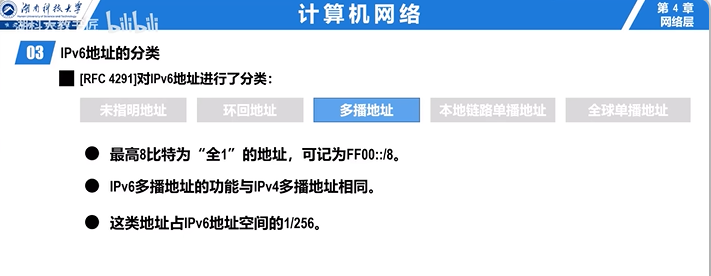 湖南科技大学
湖科大教书匠 bilibili
计算机网络
第 4 章
网络层
03 IPv6地址的分类
[RFC 4291]对IPv6地址进行了分类：
未指明地址 环回地址 多播地址 本地链路单播地址 全球单播地址
最高8比特为“全1”的地址，可记为FF00::/8。
IPv6多播地址的功能与IPv4多播地址相同。
这类地址占IPv6地址空间的1/256。